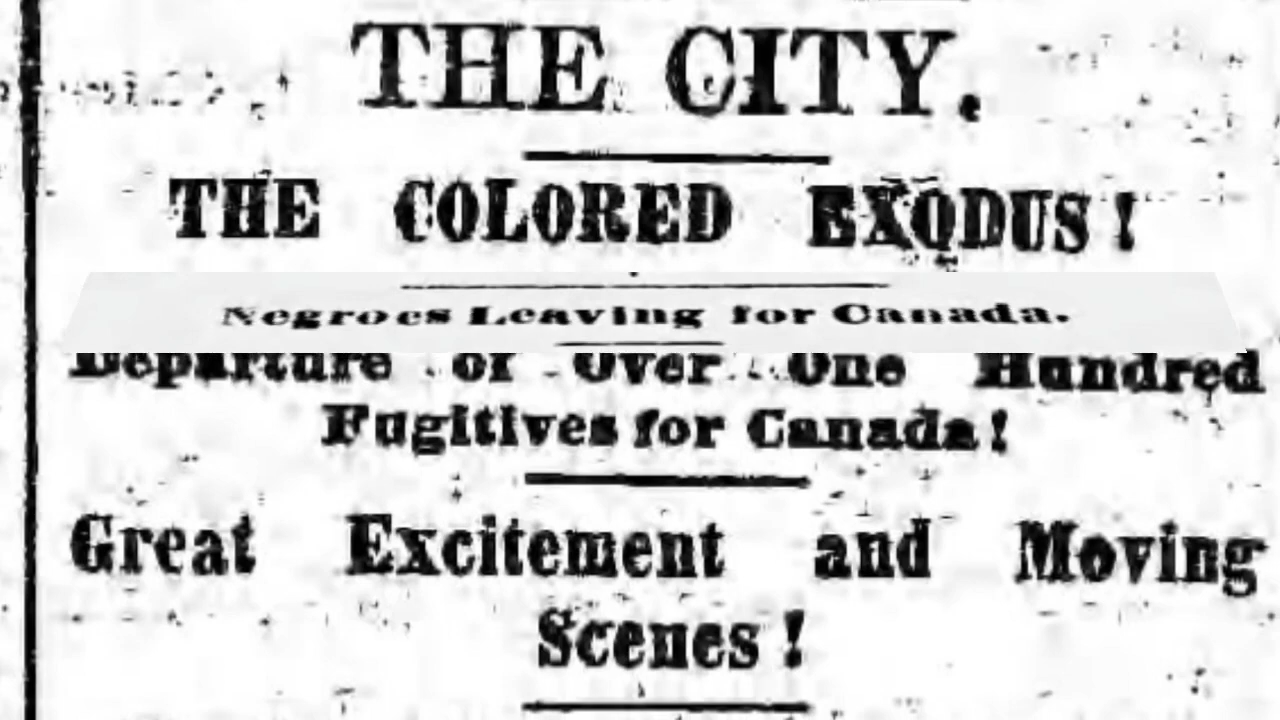 THE CITY.
THE COLORED EXODUS!
Negroes Leaving for Canada.
Departure of Over One Hundred
Fugitives for Canada!
Great Excitement and Moving
Scenes!